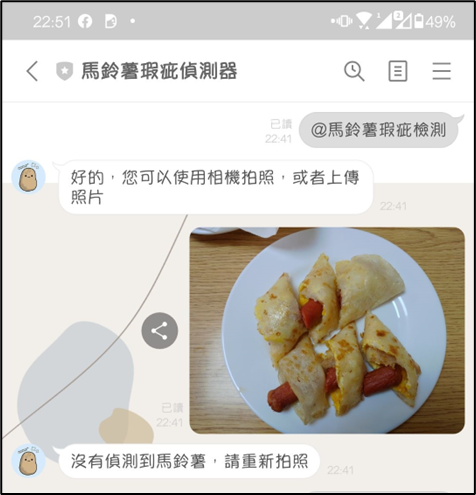 22:51
49%
馬鈴薯瑕疵偵測器
已讀
22:41
@馬鈴薯瑕疵檢測
好的，您可以使用相機拍照，或者上傳
照片
22:41
已讀
22:41
沒有偵測到馬鈴薯，請重新拍照
22:41